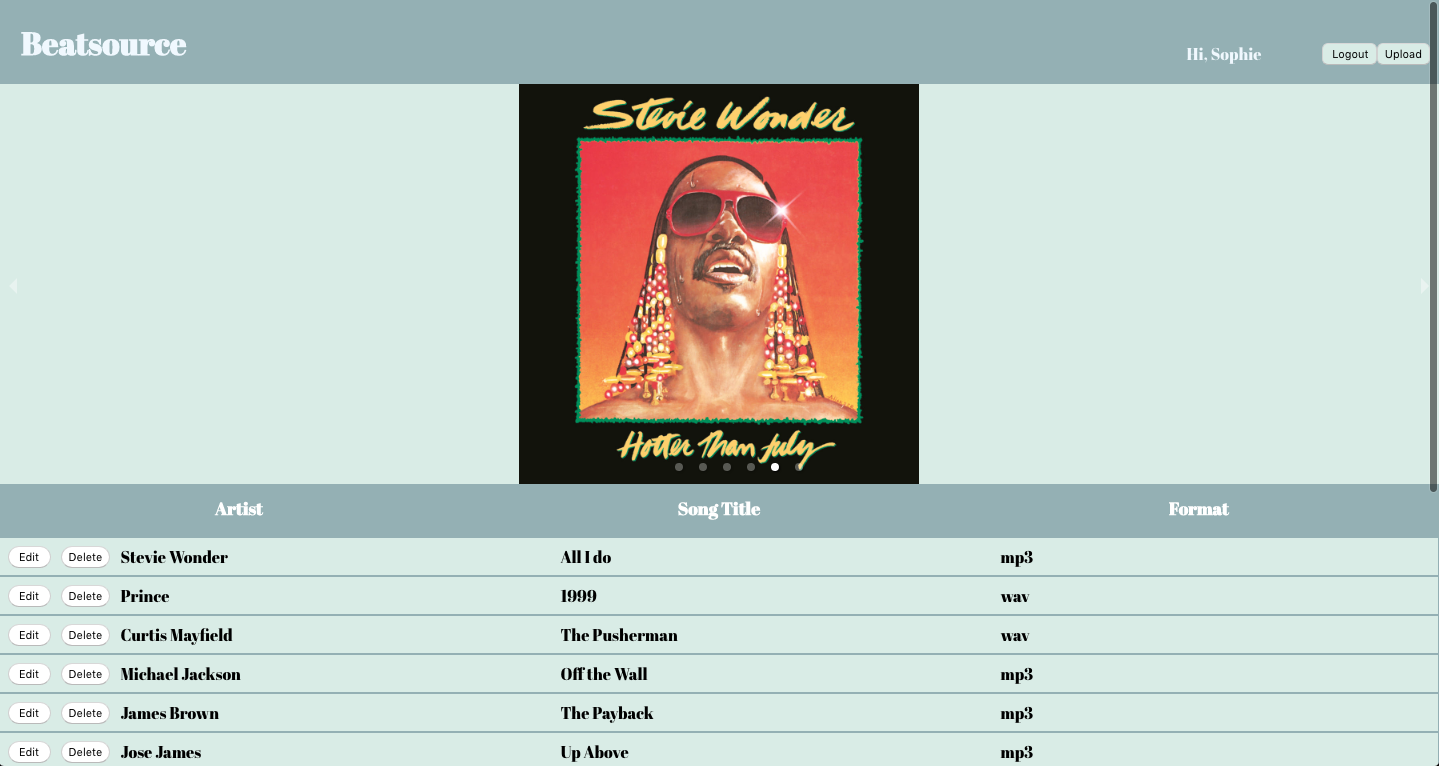 Beatsource
Hi, Sophie
Logout Upload
Stevie Wonder
Hotter Than July
Artist Song Title Format
Edit Delete Stevie Wonder All I do mp3
Edit Delete Prince 1999 wav
Edit Delete Curtis Mayfield The Pusherman wav
Edit Delete Michael Jackson Off the Wall mp3
Edit Delete James Brown The Payback mp3
Edit Delete Jose James Up Above mp3